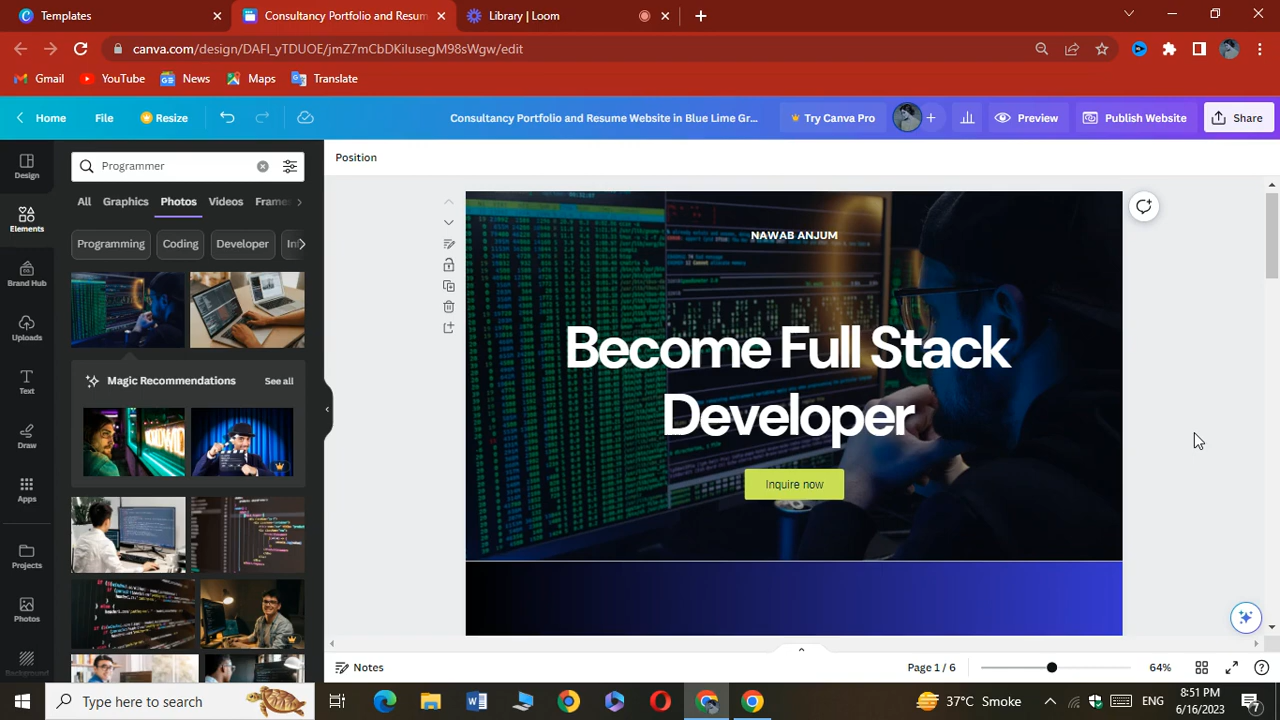 Templates
Consultancy Portfolio and Resum
Library | Loom
canva.com/design/DAFl_yTDUOE/jmZ7mCbDKilusegM98sWgw/edit
Gmail
YouTube
News
Maps
Translate
Home
File
Resize
Consultancy Portfolio and Resume Website in Blue Lime Gr...
Try Canva Pro
Preview
Publish Website
Share
Design
Elements
Brand Hub
Uploads
Text
Draw
Apps
Projects
Photos
Background
Programmer
All
Graphics
Photos
Videos
Frame
Programming
Coding
Developer
Magic Recommendations
See all
Position
NAWAB ANJUM
Become Full Stack
Developer
Inquire now
Notes
Page 1 / 6
64%
Type here to search
37°C Smoke
ENG
8:51 PM
6/16/2023
7